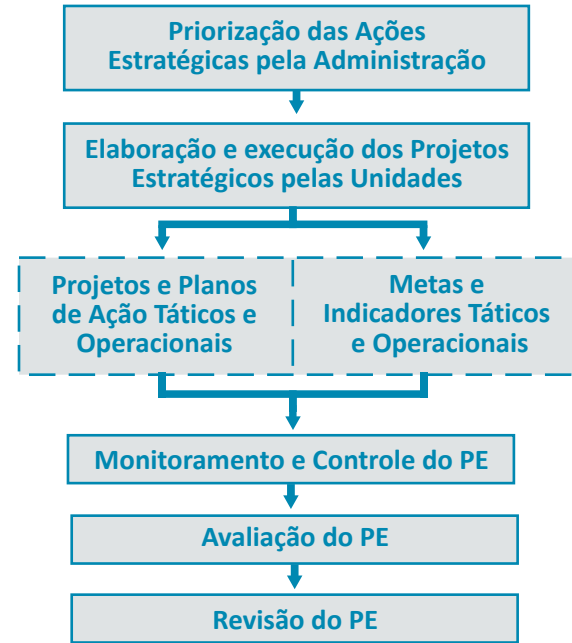 Priorização das Ações
Estratégicas pela Administração
Elaboração e execução dos Projetos
Estratégicos pelas Unidades
Projetos e Planos
de Ação Táticos e
Operacionais
Metas e
Indicadores Táticos
e Operacionais
Monitoramento e Controle do PE
Avaliação do PE
Revisão do PE